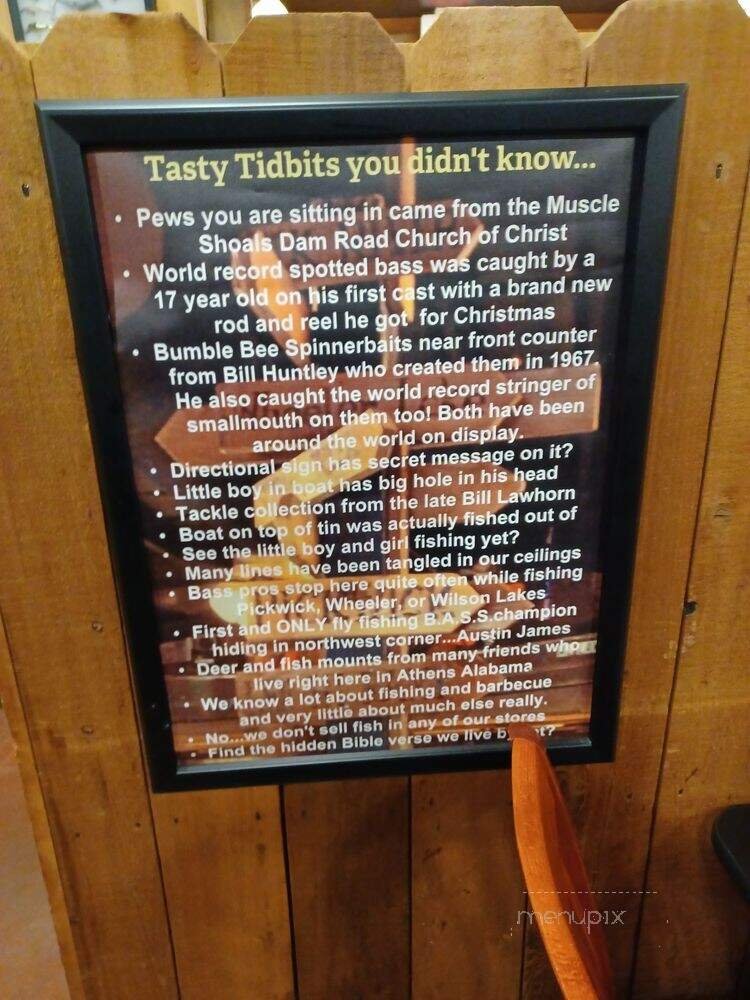 Tasty Tidbits you didn't know...
• Pews you are sitting in came from the Muscle
Shoals Dam Road Church of Christ
• World record spotted bass was caught by a
17 year old on his first cast with a brand new
rod and reel he got for Christmas
• Bumble Bee Spinnerbaits near front counter
from Bill Huntley who created them in 1967.
He also caught the world record stringer of
smallmouth on them too! Both have been
around the world on display.
• Directional sign has secret message on it?
• Little boy in boat has big hole in his head
• Tackle collection from the late Bill Lawhorn
• Boat on top of tin was actually fished out of
• See the little boy and girl fishing yet?
• Many lines have been tangled in our ceilings
• Bass pros stop here quite often while fishing
Pickwick, Wheeler, or Wilson Lakes
• First and ONLY fly fishing B.A.S.S.champion
hiding in northwest corner...Austin James
• Deer and fish mounts from many friends who
live right here in Athens Alabama
• We know a lot about fishing and barbecue
and very little about much else really.
• No...we don't sell fish in any of our stores
• Find the hidden Bible verse we live by
menupix